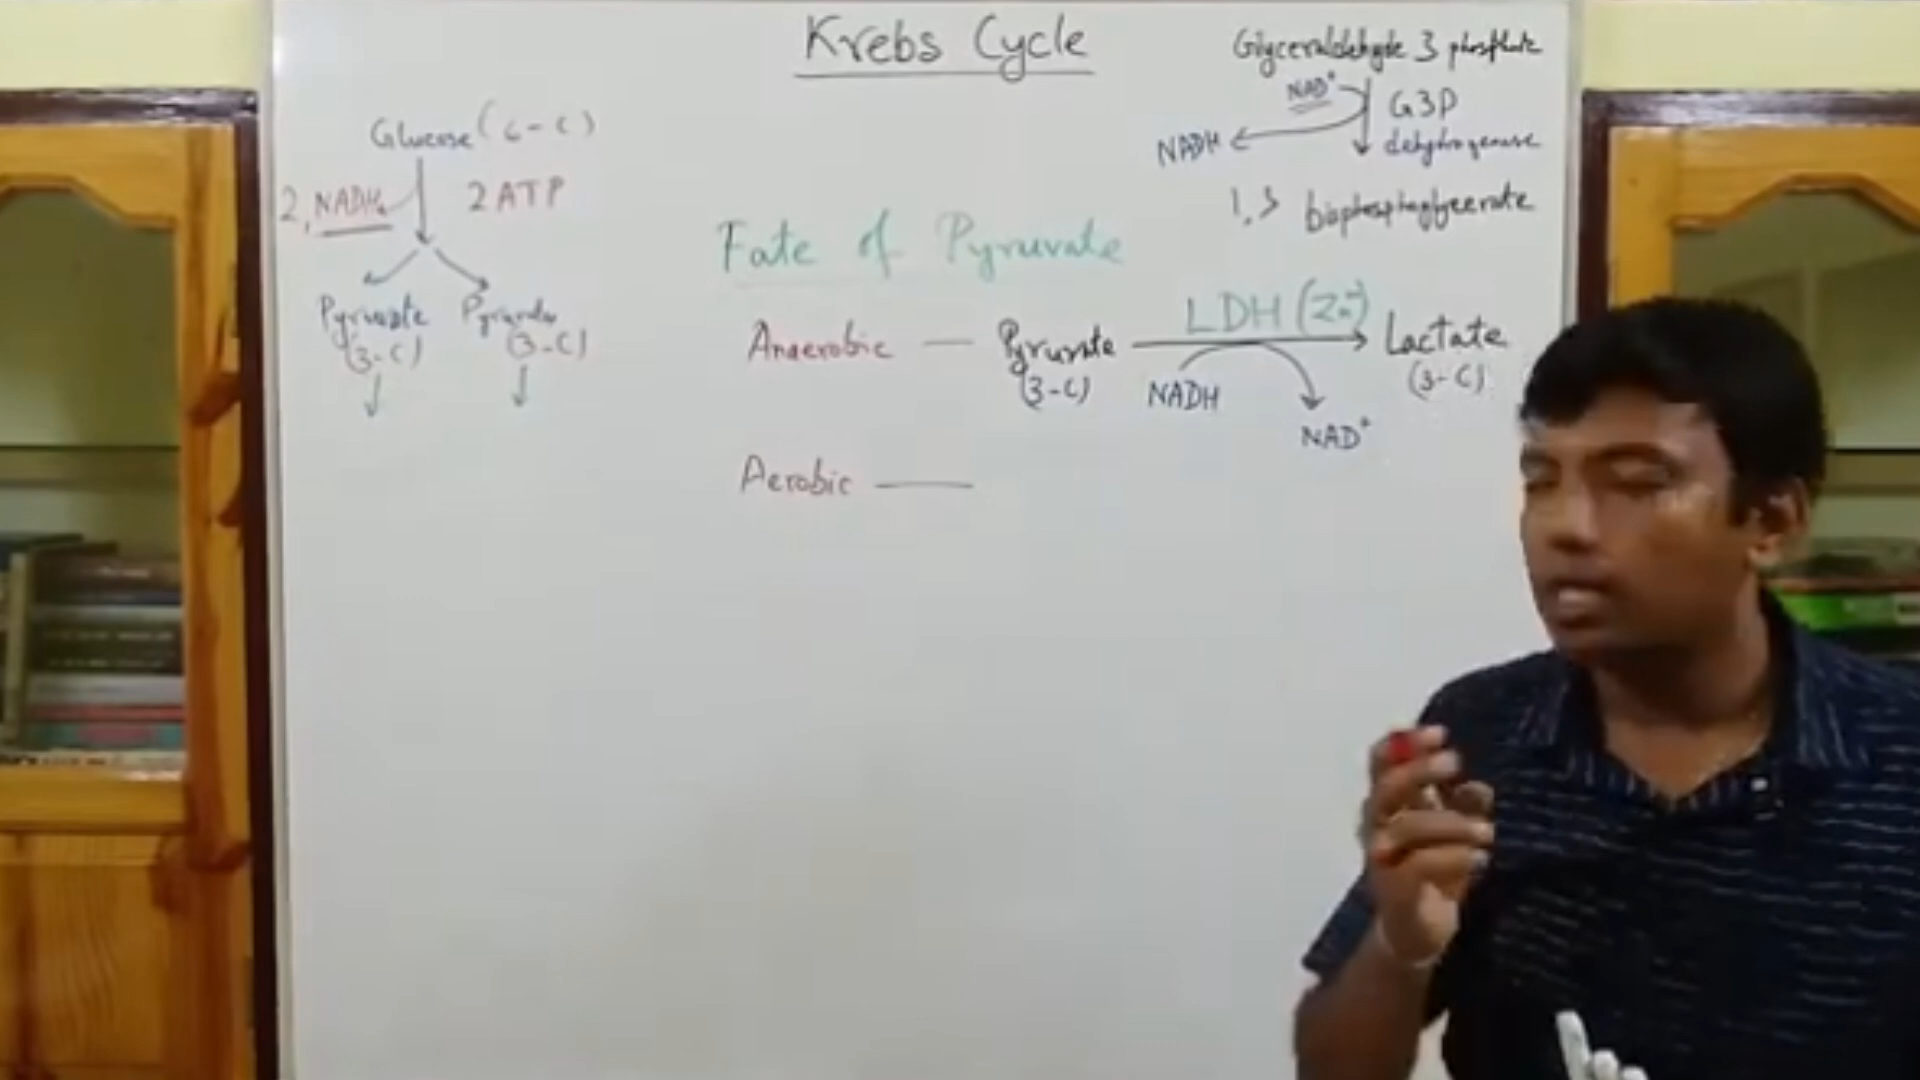 Krebs Cycle
Glucose (6-C)
2 NADH 2 ATP
Pyruvate Pyruvate
(3-C) (3-C)
Glyceraldehyde 3 phosphate
NAD⁺ G3P
NADH dehydrogenase
1,3 bisphosphoglycerate
Fate of Pyruvate
Anaerobic — Pyruvate LDH (Zn²⁺) Lactate
(3-C) NADH (3-C)
NAD⁺
Aerobic —